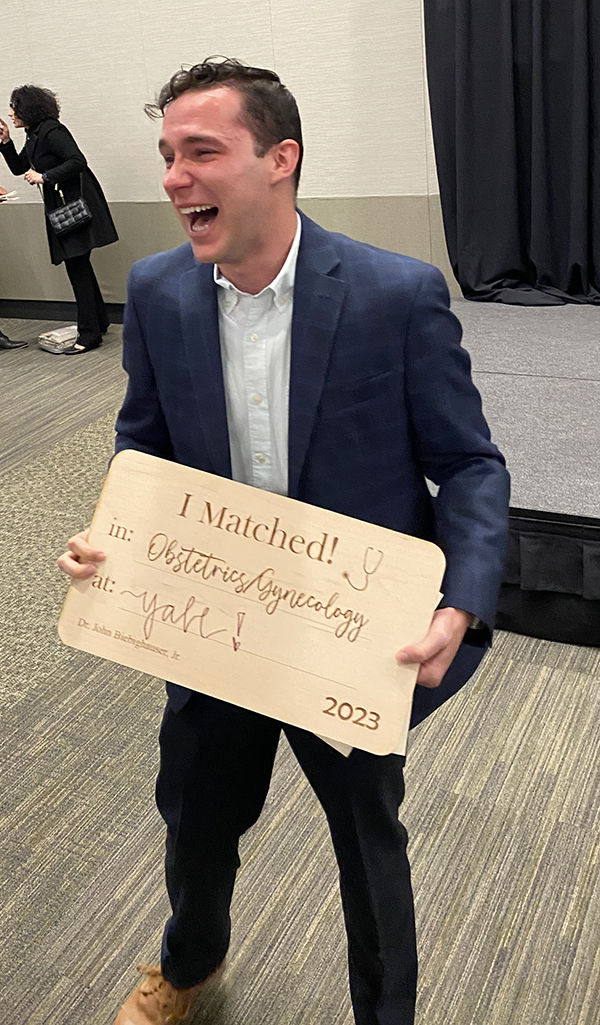 I Matched!
in: Obstetrics/Gynecology
at: ~Yale~!
Dr. John Biebighauser, Jr.
2023